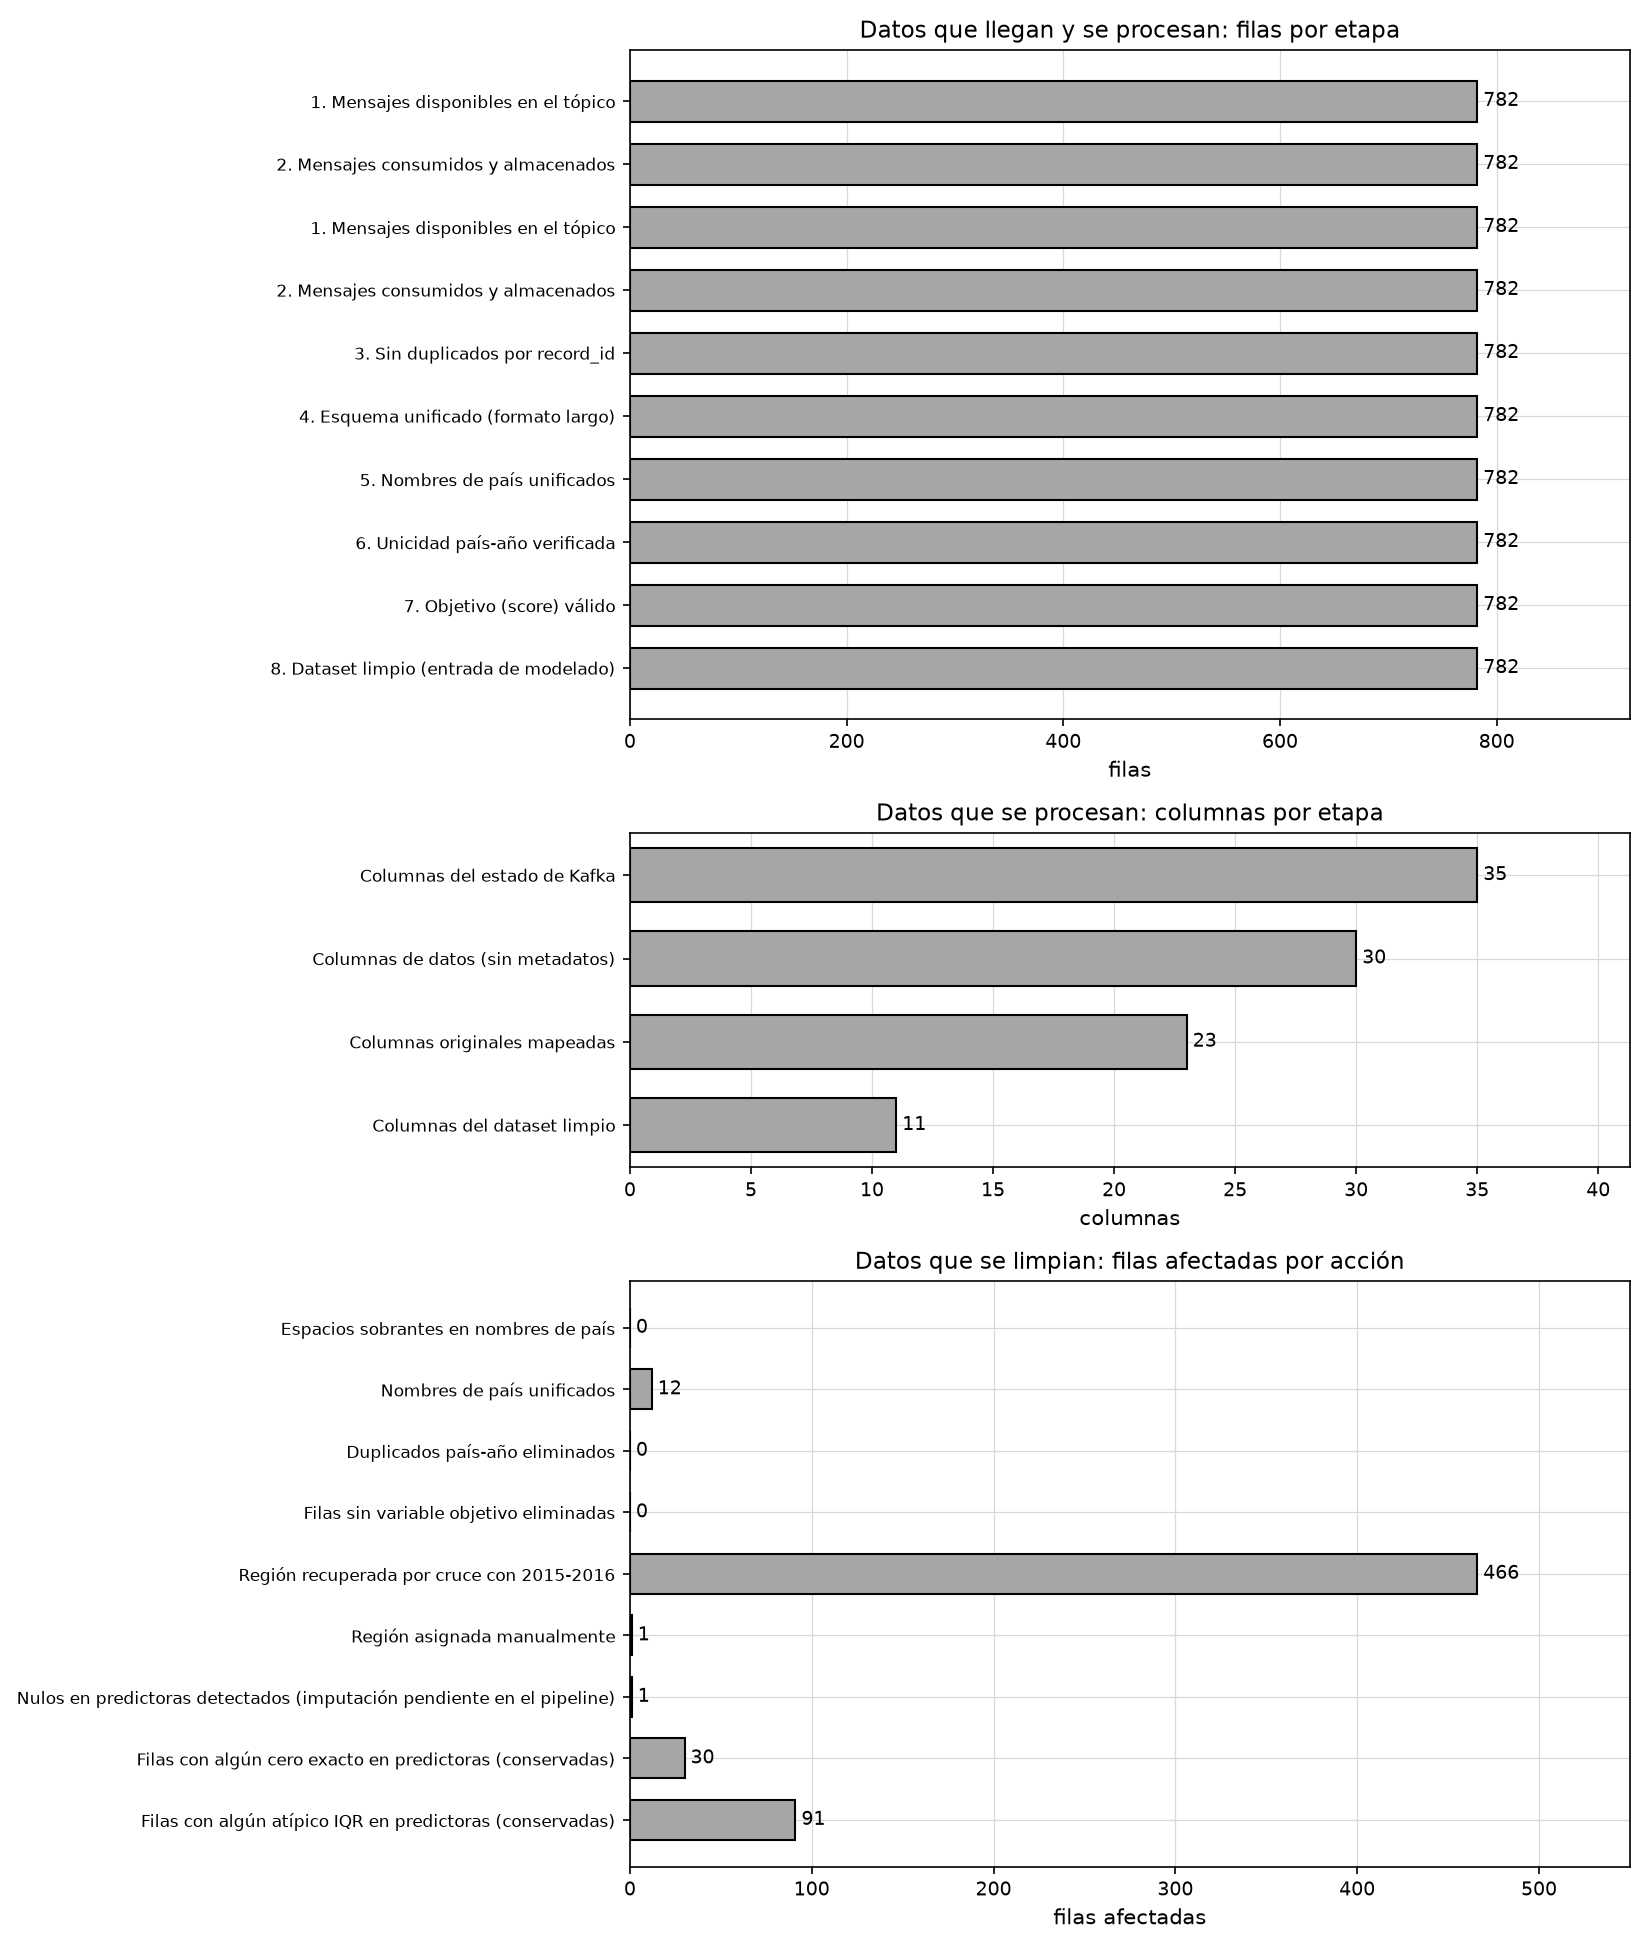 Datos que llegan y se procesan: filas por etapa
1. Mensajes disponibles en el tópico
782
2. Mensajes consumidos y almacenados
782
1. Mensajes disponibles en el tópico
782
2. Mensajes consumidos y almacenados
782
3. Sin duplicados por record_id
782
4. Esquema unificado (formato largo)
782
5. Nombres de país unificados
782
6. Unicidad país-año verificada
782
7. Objetivo (score) válido
782
8. Dataset limpio (entrada de modelado)
782
0 200 400 600 800
filas
Datos que se procesan: columnas por etapa
Columnas del estado de Kafka
35
Columnas de datos (sin metadatos)
30
Columnas originales mapeadas
23
Columnas del dataset limpio
11
0 5 10 15 20 25 30 35 40
columnas
Datos que se limpian: filas afectadas por acción
Espacios sobrantes en nombres de país
0
Nombres de país unificados
12
Duplicados país-año eliminados
0
Filas sin variable objetivo eliminadas
0
Región recuperada por cruce con 2015-2016
466
Región asignada manualmente
1
Nulos en predictoras detectados (imputación pendiente en el pipeline)
1
Filas con algún cero exacto en predictoras (conservadas)
30
Filas con algún atípico IQR en predictoras (conservadas)
91
0 100 200 300 400 500
filas afectadas